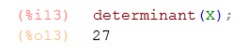 (%i13) determinant(X);
(%o13) 27